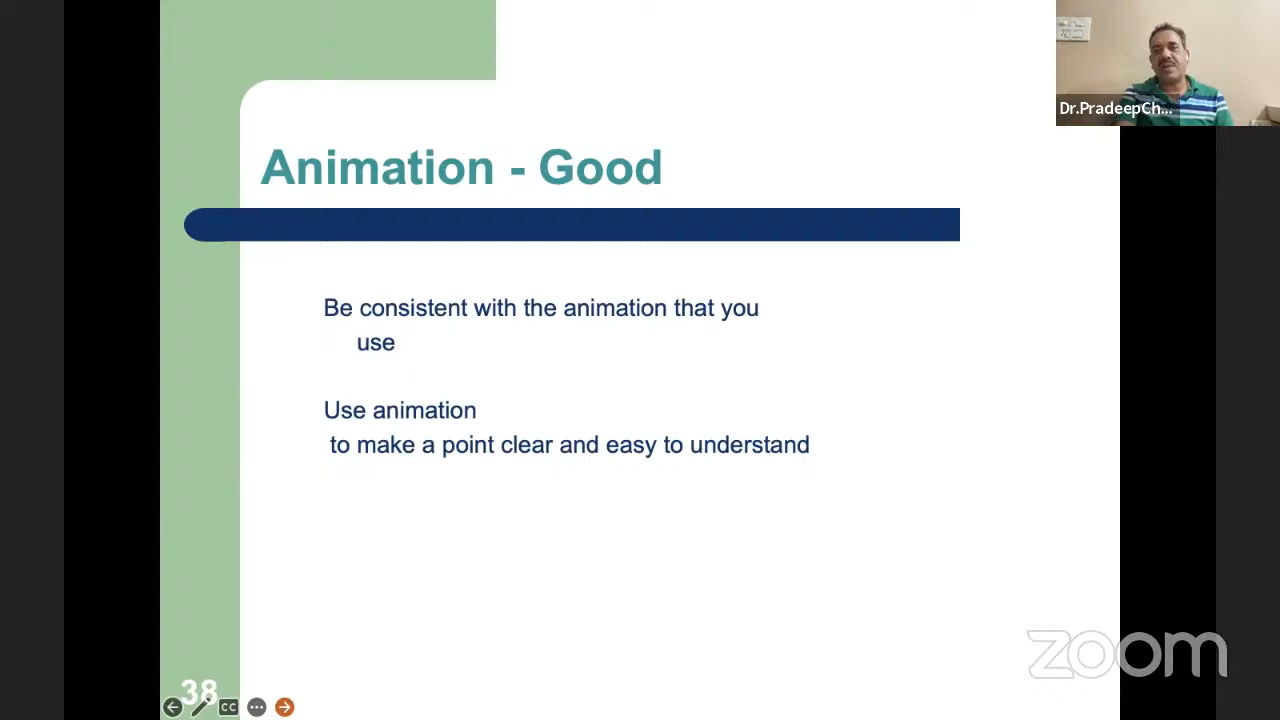 Dr.PradeepCh...
Animation - Good
Be consistent with the animation that you
use
Use animation
to make a point clear and easy to understand
zoom
38
CC